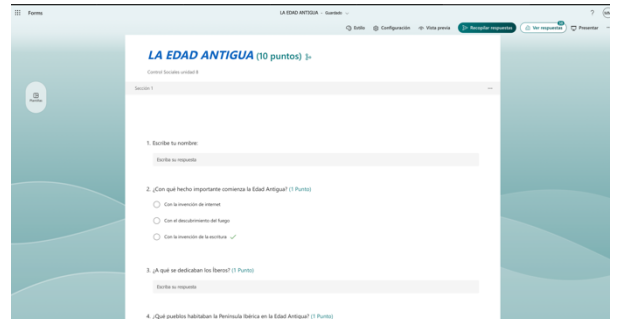 Forms
LA EDAD ANTIGUA - Guardado
?
Estilo
Configuración
Vista previa
Recopilar respuestas
Ver respuestas
Presentar
LA EDAD ANTIGUA (10 puntos)
Control Sociales unidad 8
Sección 1
1. Escribe tu nombre:
Escriba su respuesta
2. ¿Con qué hecho importante comienza la Edad Antigua? (1 Punto)
Con la invención de internet
Con el descubrimiento del fuego
Con la invención de la escritura
3. ¿A qué se dedicaban los Íberos? (1 Punto)
Escriba su respuesta
4. ¿Qué pueblos habitaban la Península Ibérica en la Edad Antigua? (1 Punto)